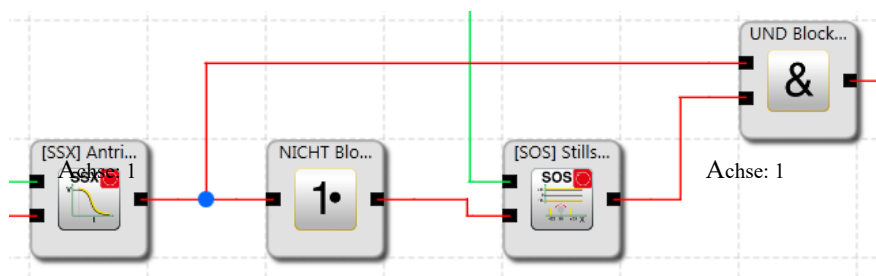 UND Block...
&
[SSX] Antri...
NICHT Blo...
[SOS] Stills...
Achse: 1
Achse: 1
SSX
1•
SOS